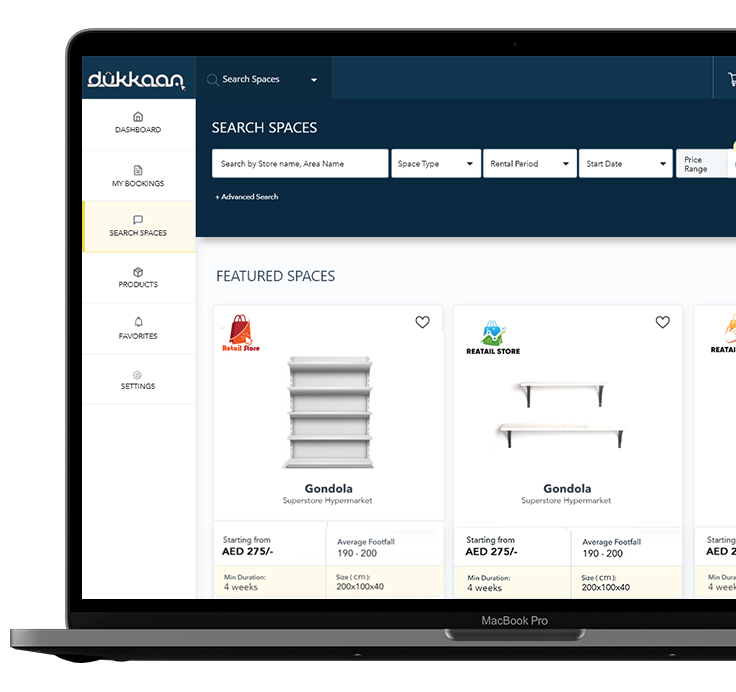 dûkkaan
Search Spaces
DASHBOARD
MY BOOKINGS
SEARCH SPACES
PRODUCTS
FAVORITES
SETTINGS
SEARCH SPACES
Search by Store name, Area Name
Space Type
Rental Period
Start Date
Price
Range
+ Advanced Search
FEATURED SPACES
Retail Store
Gondola
Superstore Hypermarket
Starting from
AED 275/-
Average Footfall
190 - 200
Min Duration:
4 weeks
Size ( cm ):
200x100x40
REATAIL STORE
Gondola
Superstore Hypermarket
Starting from
AED 275/-
Average Footfall
190 - 200
Min Duration:
4 weeks
Size ( cm ):
200x100x40
REATAI
Starting
AED 2
Min Dura
4 week
MacBook Pro